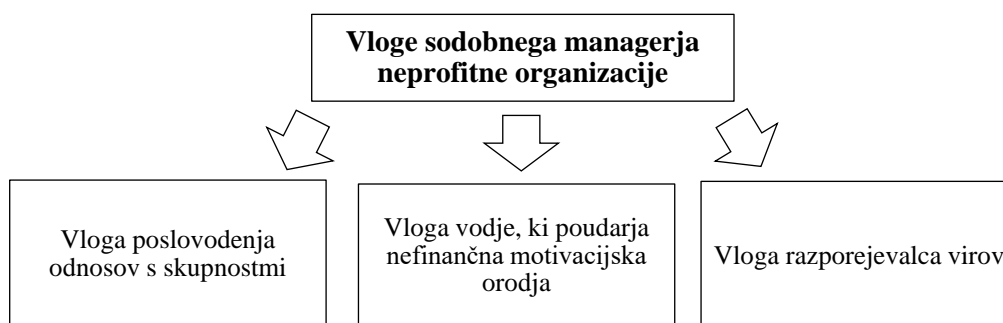 Vloge sodobnega managerja
neprofitne organizacije
Vloga poslovodenja
odnosov s skupnostmi
Vloga vodje, ki poudarja
nefinančna motivacijska
orodja
Vloga razporejevalca virov